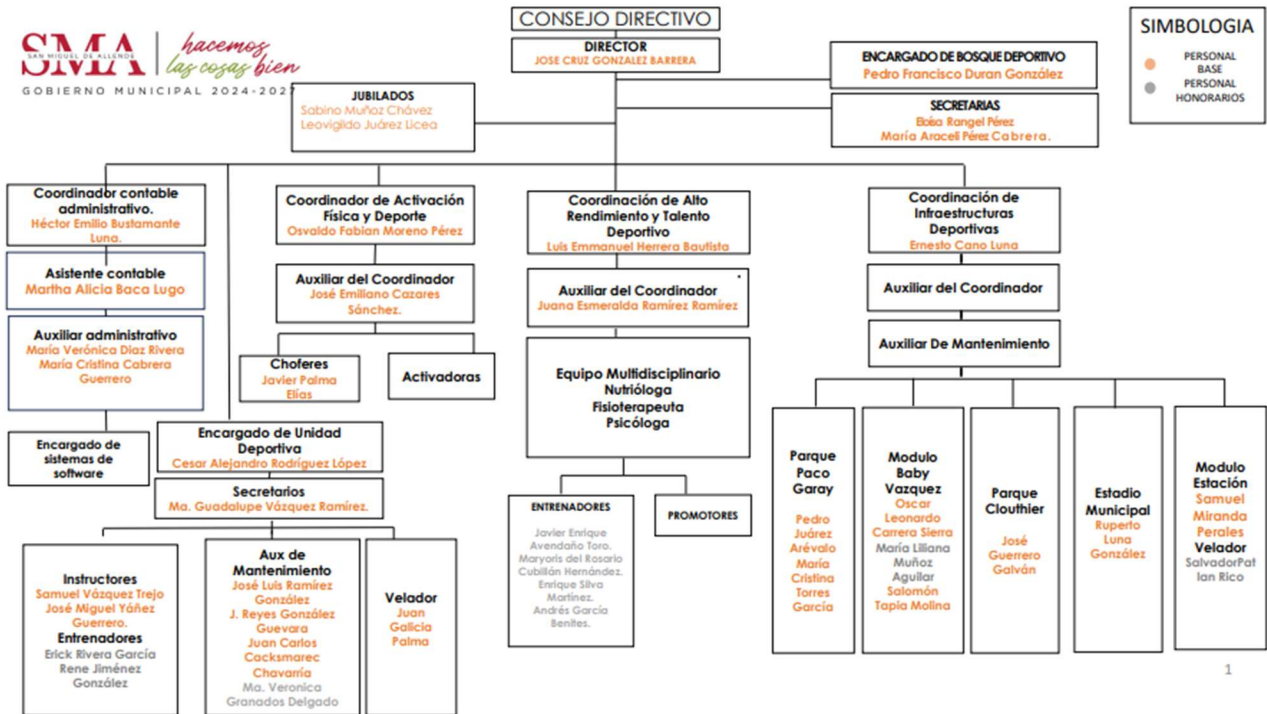 CONSEJO DIRECTIVO
DIRECTOR
JOSE CRUZ GONZALEZ BARRERA
SMA
SAN MIGUEL DE ALLENDE
hacemos
las cosas bien
GOBIERNO MUNICIPAL 2024-2027
SIMBOLOGIA
PERSONAL
BASE
PERSONAL
HONORARIOS
ENCARGADO DE BOSQUE DEPORTIVO
Pedro Francisco Duran González
JUBILADOS
Sabino Muñoz Chávez
Leovigildo Juárez Licea
SECRETARIAS
Eloísa Rangel Pérez
María Araceli Pérez Cabrera.
Coordinador contable
administrativo.
Héctor Emilio Bustamante
Luna.
Asistente contable
Martha Alicia Baca Lugo
Auxiliar administrativo
María Verónica Diaz Rivera
María Cristina Cabrera
Guerrero
Encargado de
sistemas de
software
Encargado de Unidad
Deportiva
Cesar Alejandro Rodríguez López
Secretarios
Ma. Guadalupe Vázquez Ramírez.
Instructores
Samuel Vázquez Trejo
José Miguel Yáñez
Guerrero.
Entrenadores
Erick Rivera García
Rene Jiménez
González
Aux de
Mantenimiento
José Luis Ramírez
González
J. Reyes González
Guevara
Juan Carlos
Cacksmarec
Chavarría
Ma. Veronica
Granados Delgado
Velador
Juan
Galicia
Palma
Coordinador de Activación
Física y Deporte
Osvaldo Fabian Moreno Pérez
Auxiliar del Coordinador
José Emiliano Cazares
Sánchez.
Choferes
Javier Palma
Elías
Activadoras
Coordinación de Alto
Rendimiento y Talento
Deportivo
Luis Emmanuel Herrera Bautista
Auxiliar del Coordinador
Juana Esmeralda Ramírez Ramírez
Equipo Multidisciplinario
Nutrióloga
Fisioterapeuta
Psicóloga
ENTRENADORES
Javier Enrique
Avendaño Toro.
Maryoris del Rosario
Cubillán Hernández.
Enrique Silva
Martínez.
Andrés García
Benites.
PROMOTORES
Coordinación de
Infraestructuras
Deportivas
Ernesto Cano Luna
Auxiliar del Coordinador
Auxiliar De Mantenimiento
Parque
Paco
Garay
Pedro
Juárez
Arévalo
María
Cristina
Torres
García
Modulo
Baby
Vazquez
Oscar
Leonardo
Carrera Sierra
María Liliana
Muñoz
Aguilar
Salomón
Tapia Molina
Parque
Clouthier
José
Guerrero
Galván
Estadio
Municipal
Ruperto
Luna
González
Modulo
Estación
Samuel
Miranda
Perales
Velador
SalvadorPat
lan Rico
1